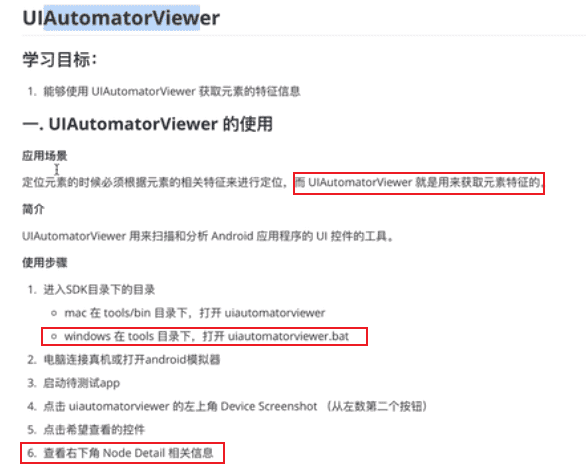 UIAutomatorViewer
学习目标：
1. 能够使用 UIAutomatorViewer 获取元素的特征信息
一. UIAutomatorViewer 的使用
应用场景
定位元素的时候必须根据元素的相关特征来进行定位，而 UIAutomatorViewer 就是用来获取元素特征的。
简介
UIAutomatorViewer 用来扫描和分析 Android 应用程序的 UI 控件的工具。
使用步骤
1. 进入SDK目录下的目录
mac 在 tools/bin 目录下，打开 uiautomatorviewer
windows 在 tools 目录下，打开 uiautomatorviewer.bat
2. 电脑连接真机或打开android模拟器
3. 启动待测试app
4. 点击 uiautomatorviewer 的左上角 Device Screenshot （从左数第二个按钮）
5. 点击希望查看的控件
6. 查看右下角 Node Detail 相关信息